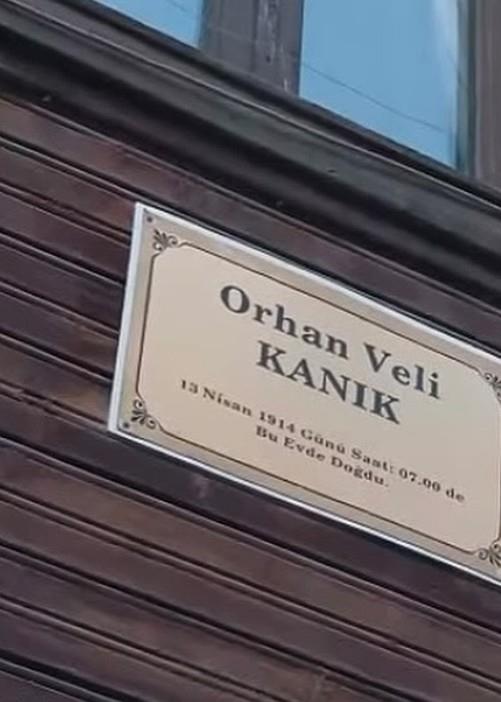 Orhan Veli
KANIK
13 Nisan 1914 Günü Saat: 07.00 de
Bu Evde Doğdu.